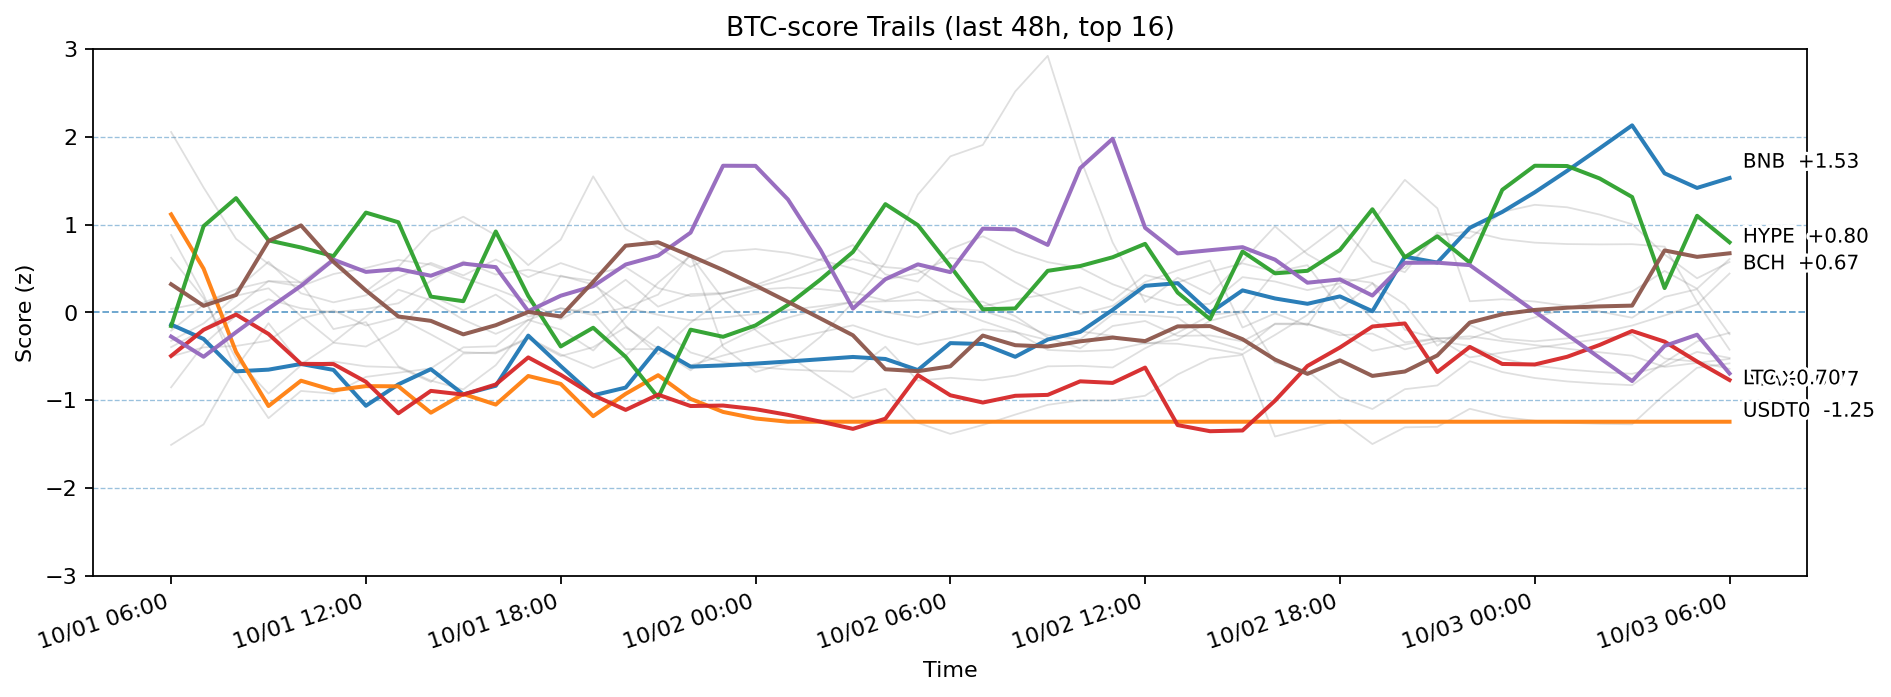 BTC-score Trails (last 48h, top 16)
Score (z)
3
2
1
0
−1
−2
−3
BNB +1.53
HYPE +0.80
BCH +0.67
LTC -0.70
USDT0 -1.25
10/01 06:00
10/01 12:00
10/01 18:00
10/02 00:00
10/02 06:00
10/02 12:00
10/02 18:00
10/03 00:00
10/03 06:00
Time